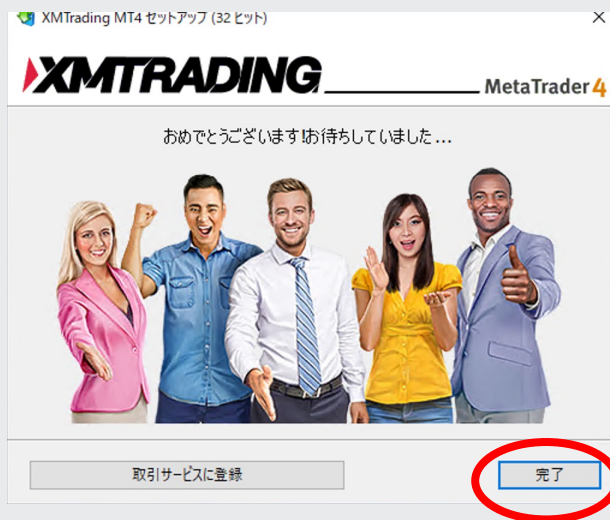 XMTrading MT4 セットアップ (32 ビット)
XMTRADING
MetaTrader 4
おめでとうございます!お待ちしていました...
取引サービスに登録
完了